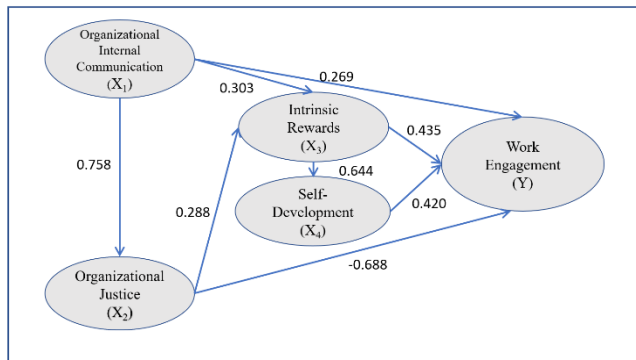 Organizational
Internal
Communication
(X₁)
0.269
0.303
Intrinsic
Rewards
(X₃)
0.435
Work
Engagement
(Y)
0.758
0.644
Self-
Development
(X₄)
0.420
0.288
-0.688
Organizational
Justice
(X₂)